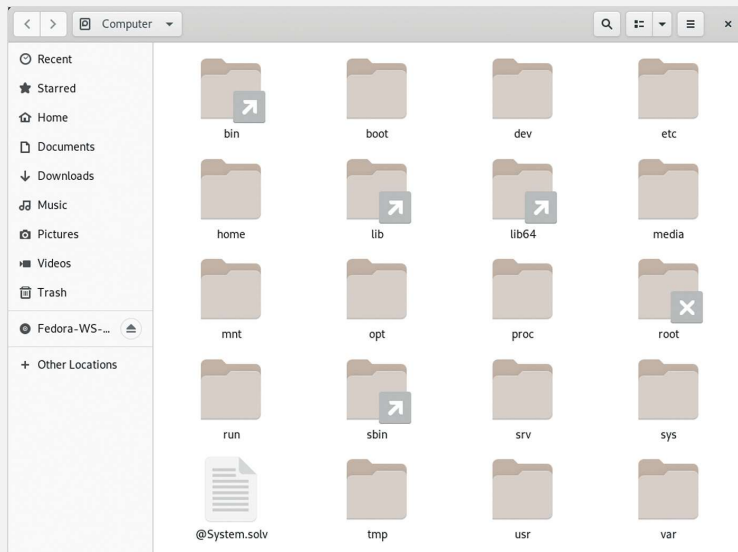 Computer
Recent
Starred
Home
Documents
Downloads
Music
Pictures
Videos
Trash
Fedora-WS-...
Other Locations
bin boot dev etc
home lib lib64 media
mnt opt proc root
run sbin srv sys
@System.solv tmp usr var